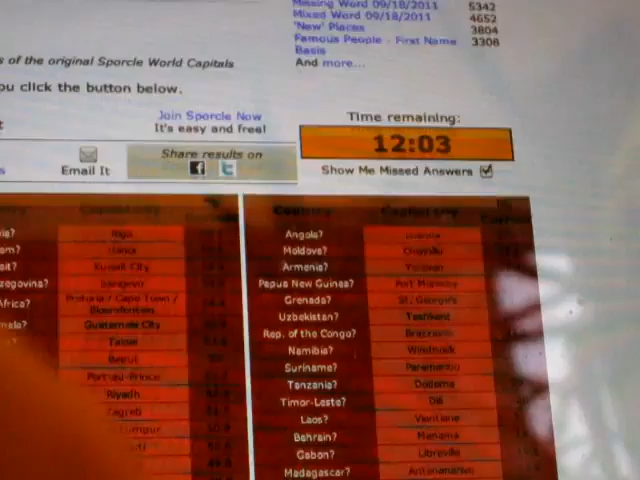 Missing Word 09/18/2011 5342
Mixed Word 09/18/2011 4652
'New' Places 3804
Famous People - First Name 3308
Basis
And more...
s of the original Sporcle World Capitals
ou click the button below.
Join Sporcle Now
It's easy and free!
Time remaining:
12:03
Share results on
Email It
Show Me Missed Answers
Country
Riga
Hanoi
Kuwait City
zegovina? Sarajevo
Africa? Pretoria / Cape Town /
Bloemfontein
Guatemala City
Taipei
Beirut
Port-au-Prince
Riyadh
Zagreb
Lumpur
Angola? Luanda
Moldova? Chisinau
Armenia? Yerevan
Papua New Guinea? Port Moresby
Grenada? St. George's
Uzbekistan? Tashkent
Rep. of the Congo? Brazzaville
Namibia? Windhoek
Suriname? Paramaribo
Tanzania? Dodoma
Timor-Leste? Dili
Laos? Vientiane
Bahrain? Manama
Gabon? Libreville
Madagascar? Antananarivo